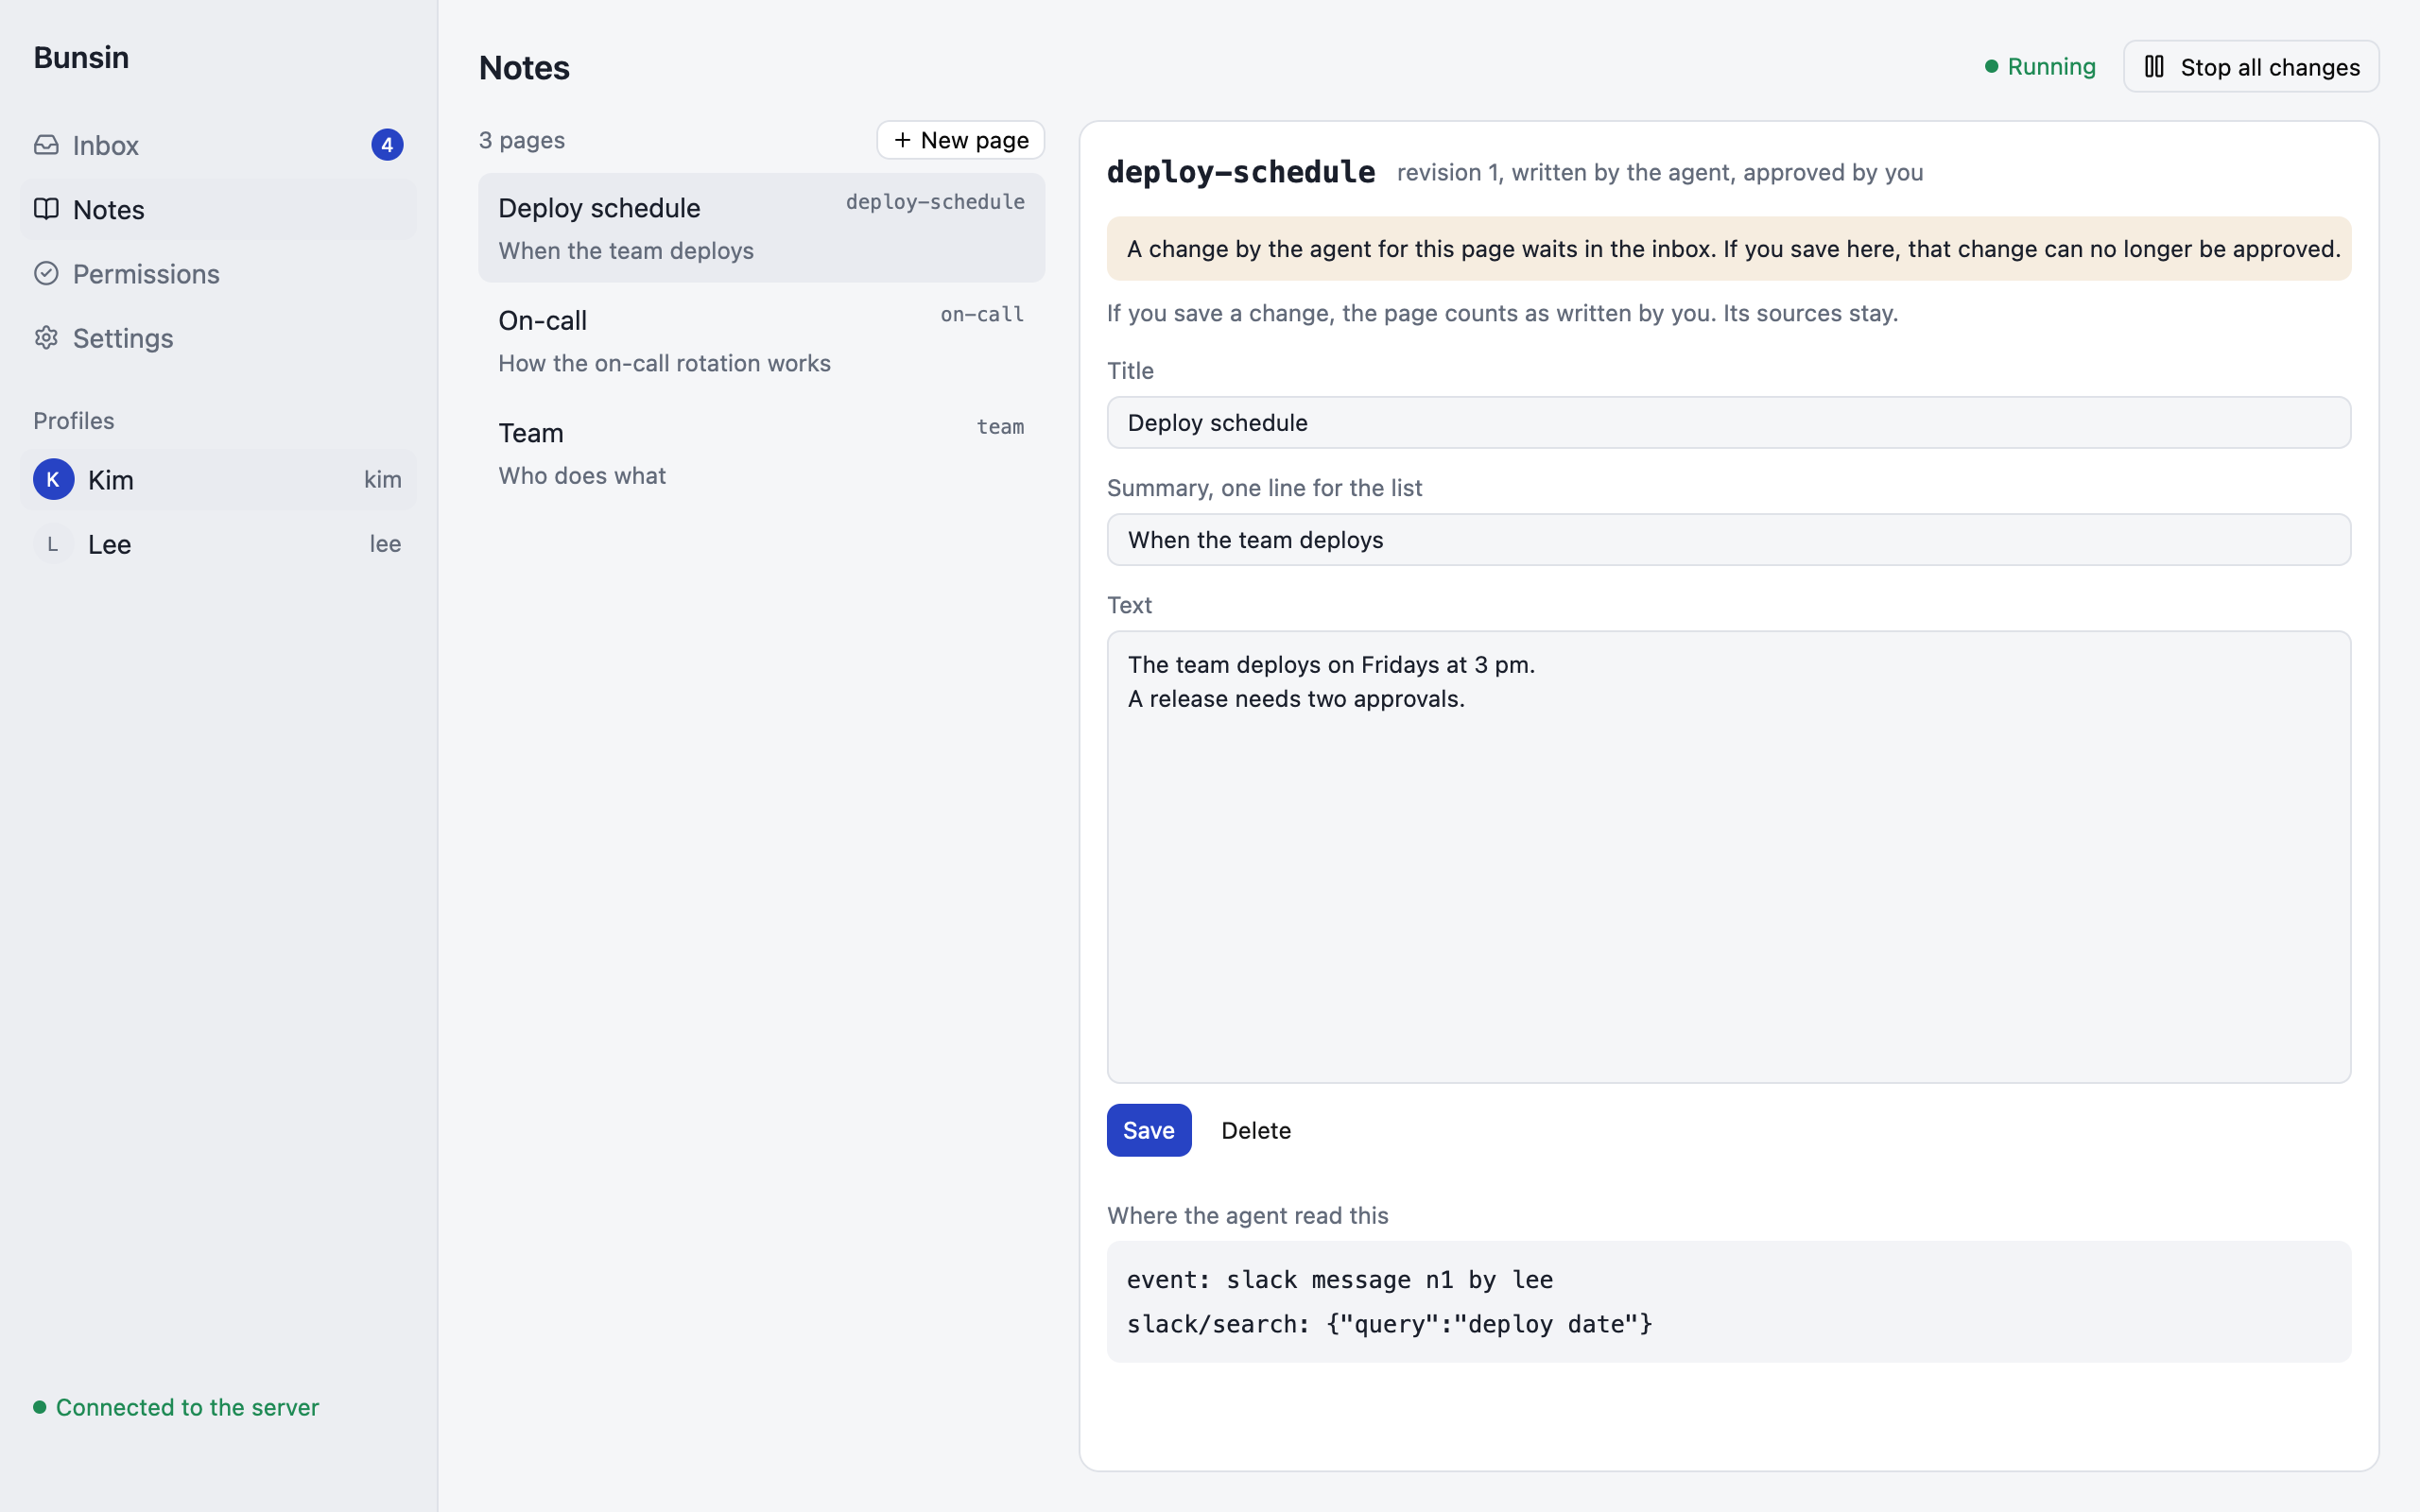 Bunsin
Inbox 4
Notes
Permissions
Settings
Profiles
K Kim kim
L Lee lee
Connected to the server
Notes
Running
Stop all changes
3 pages
+ New page
Deploy schedule deploy-schedule
When the team deploys
On-call on-call
How the on-call rotation works
Team team
Who does what
deploy-schedule revision 1, written by the agent, approved by you
A change by the agent for this page waits in the inbox. If you save here, that change can no longer be approved.
If you save a change, the page counts as written by you. Its sources stay.
Title
Deploy schedule
Summary, one line for the list
When the team deploys
Text
The team deploys on Fridays at 3 pm.
A release needs two approvals.
Save Delete
Where the agent read this
event: slack message n1 by lee
slack/search: {"query":"deploy date"}